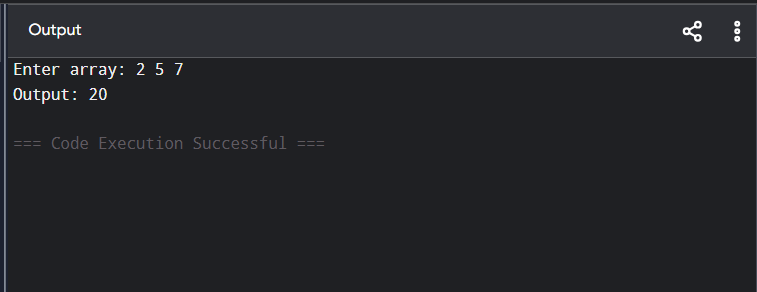 Output
Enter array: 2 5 7
Output: 20
=== Code Execution Successful ===